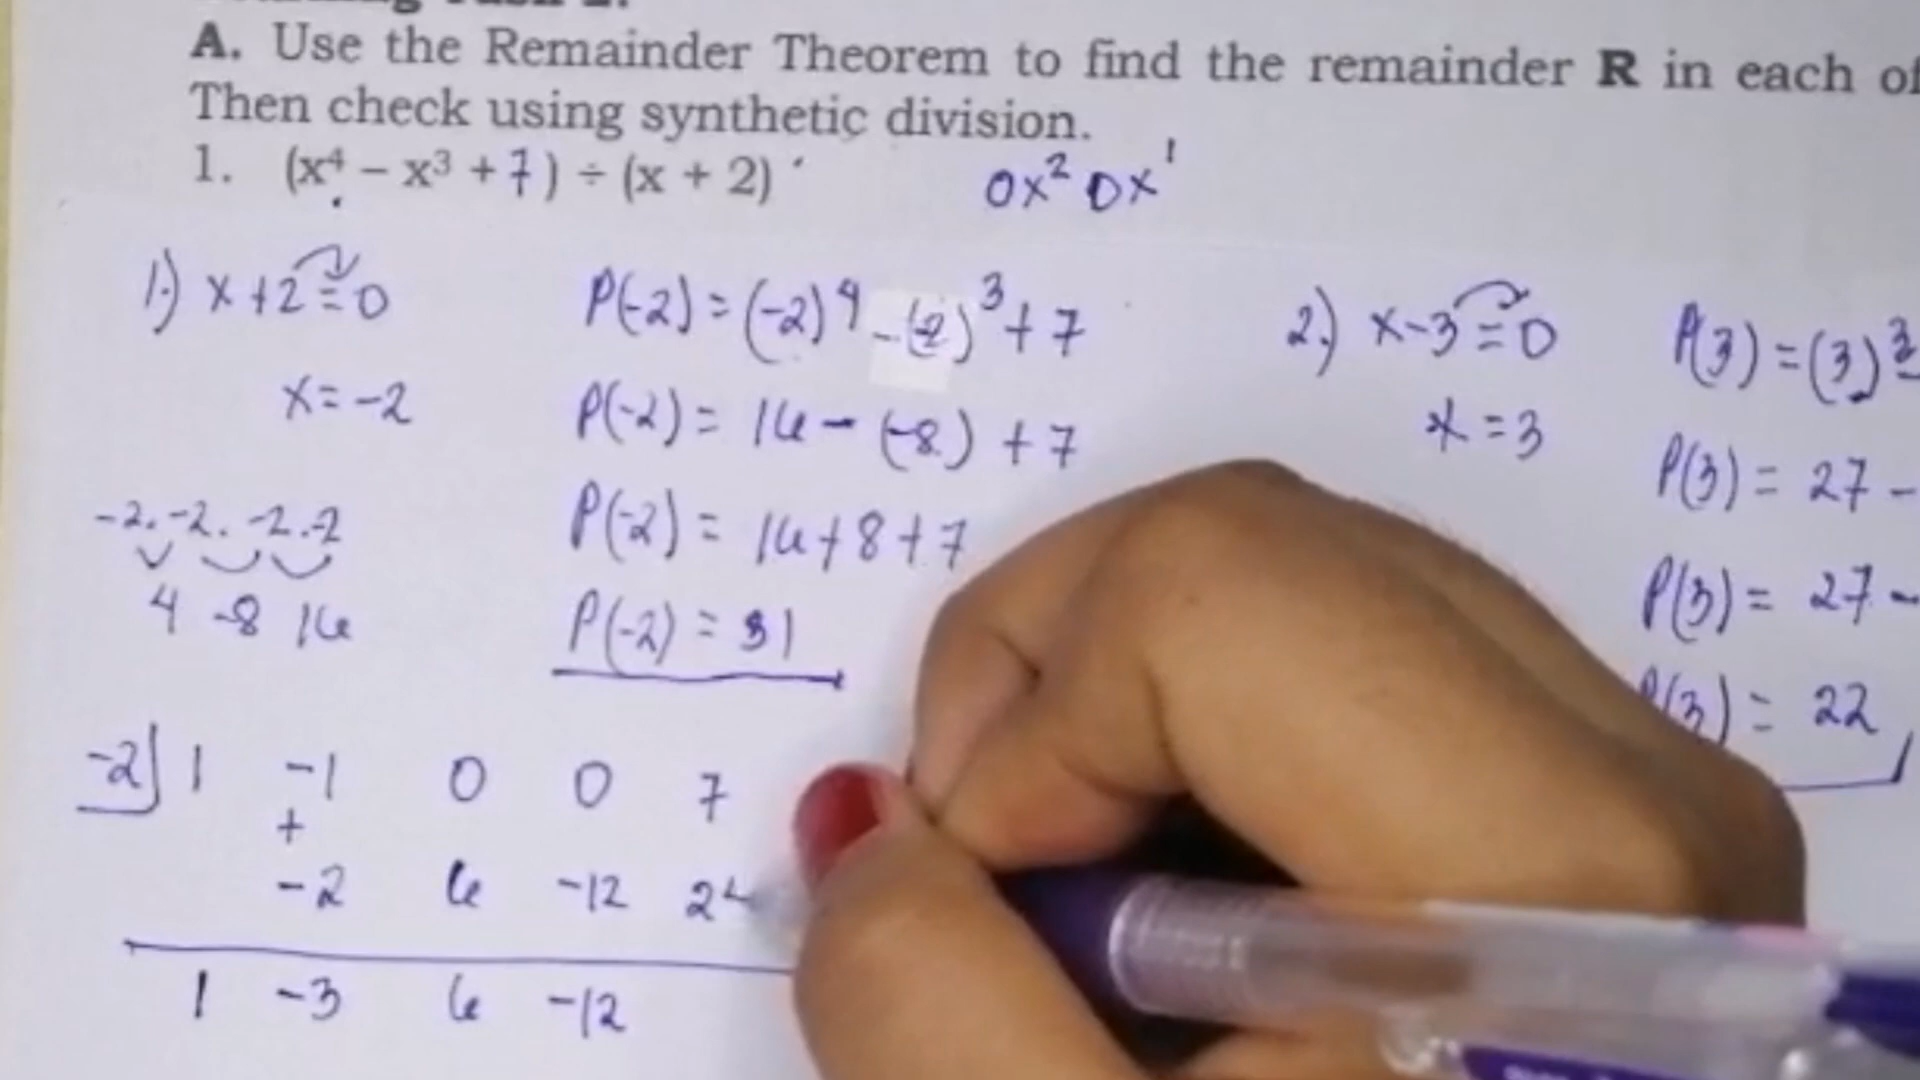 A. Use the Remainder Theorem to find the remainder R in each of
Then check using synthetic division.
1. (x⁴ – x³ + 7) ÷ (x + 2)
0x² 0x¹
1.) x + 2 = 0
x = -2
-2 . -2 . -2 . -2
4 -8 16
P(-2) = (-2)⁴ - (-2)³ + 7
P(-2) = 16 - (-8) + 7
P(-2) = 16 + 8 + 7
P(-2) = 31
2.) x - 3 = 0
x = 3
P(3) = (3)³
P(3) = 27 -
P(3) = 27 -
P(3) = 22
-2 1 -1 0 0 7
+
-2 6 -12 24
1 -3 6 -12